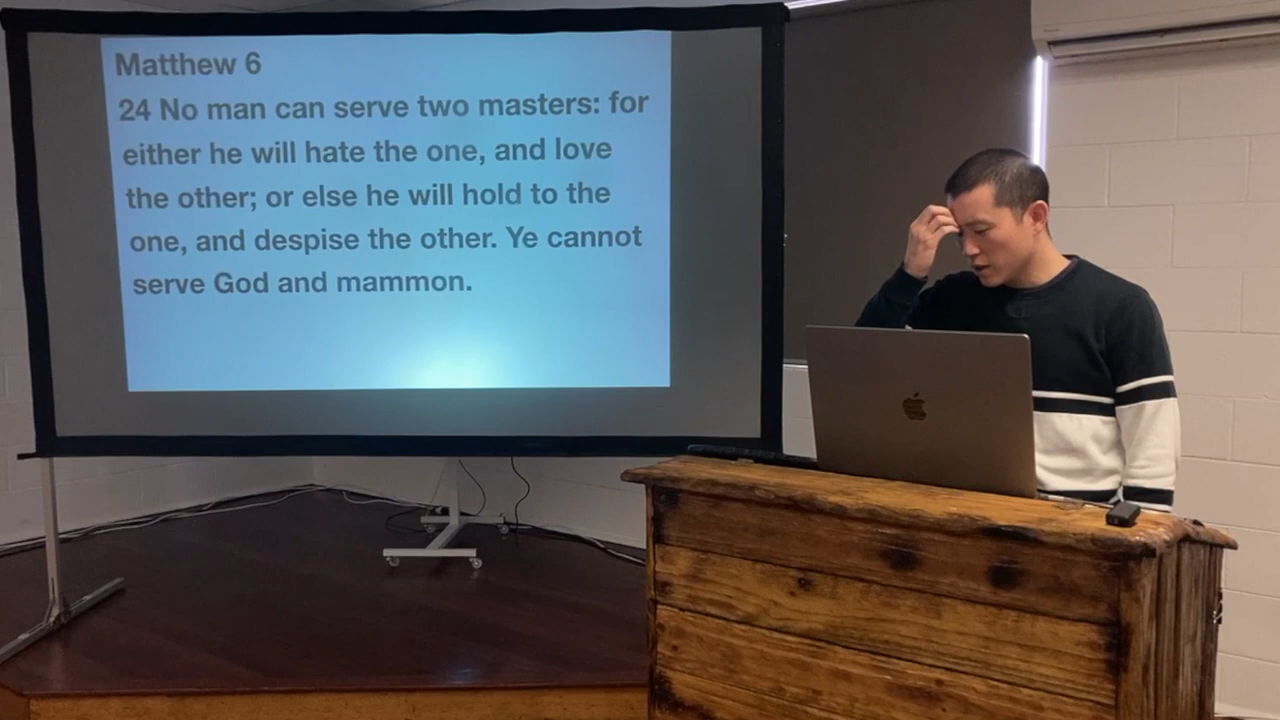 Matthew 6
24 No man can serve two masters: for
either he will hate the one, and love
the other; or else he will hold to the
one, and despise the other. Ye cannot
serve God and mammon.